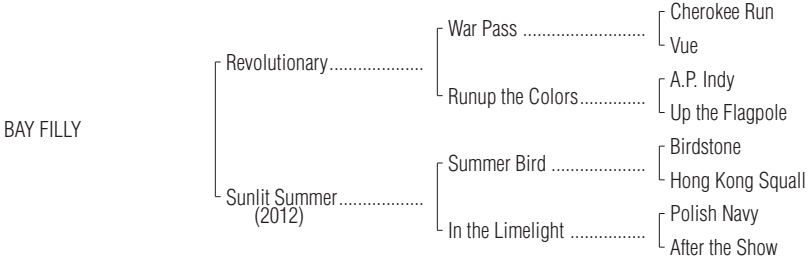 Cherokee Run
War Pass ..........................
Vue
Revolutionary....................
A.P. Indy
Runup the Colors..............
Up the Flagpole
BAY FILLY
Birdstone
Summer Bird ....................
Hong Kong Squall
Sunlit Summer..................
(2012)
Polish Navy
In the Limelight ................
After the Show